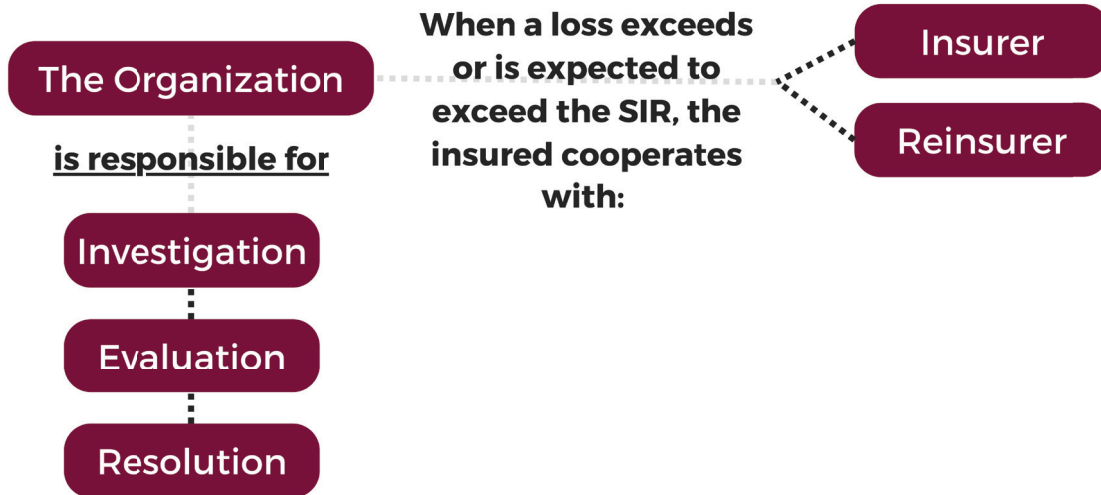 The Organization
is responsible for
Investigation
Evaluation
Resolution
When a loss exceeds
or is expected to
exceed the SIR, the
insured cooperates
with:
Insurer
Reinsurer